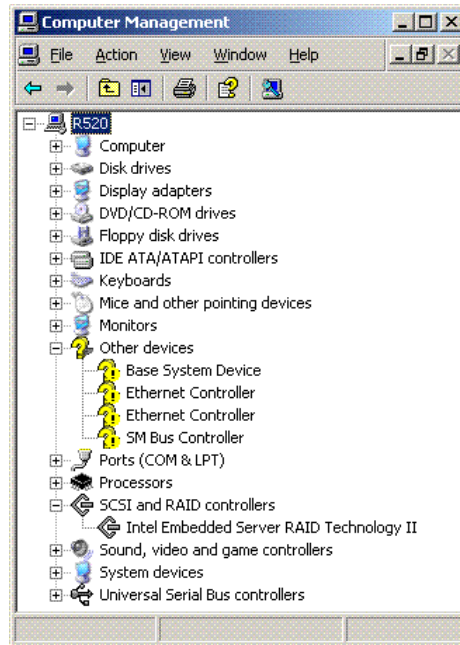 Computer Management
File Action View Window Help
R520
Computer
Disk drives
Display adapters
DVD/CD-ROM drives
Floppy disk drives
IDE ATA/ATAPI controllers
Keyboards
Mice and other pointing devices
Monitors
Other devices
Base System Device
Ethernet Controller
Ethernet Controller
SM Bus Controller
Ports (COM & LPT)
Processors
SCSI and RAID controllers
Intel Embedded Server RAID Technology II
Sound, video and game controllers
System devices
Universal Serial Bus controllers